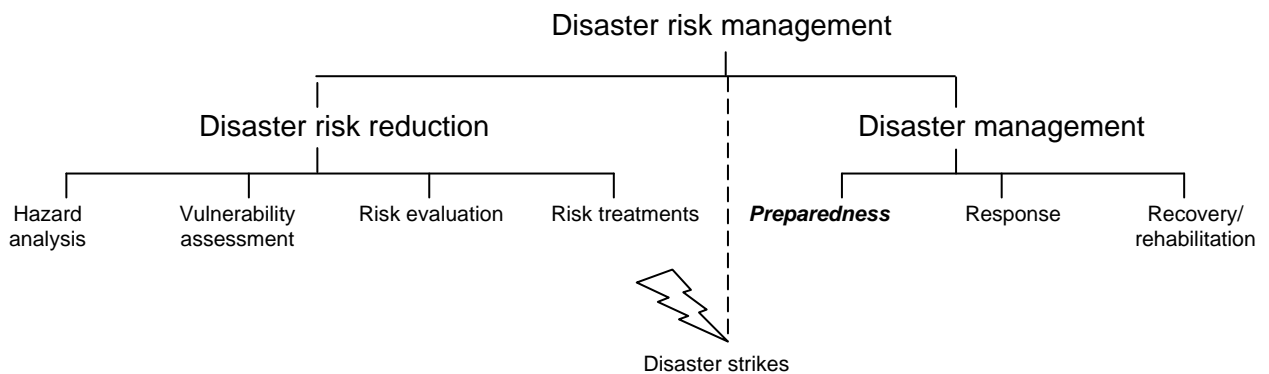 Disaster risk management
Disaster risk reduction
Disaster management
Hazard
analysis
Vulnerability
assessment
Risk evaluation
Risk treatments
Preparedness
Response
Recovery/
rehabilitation
Disaster strikes